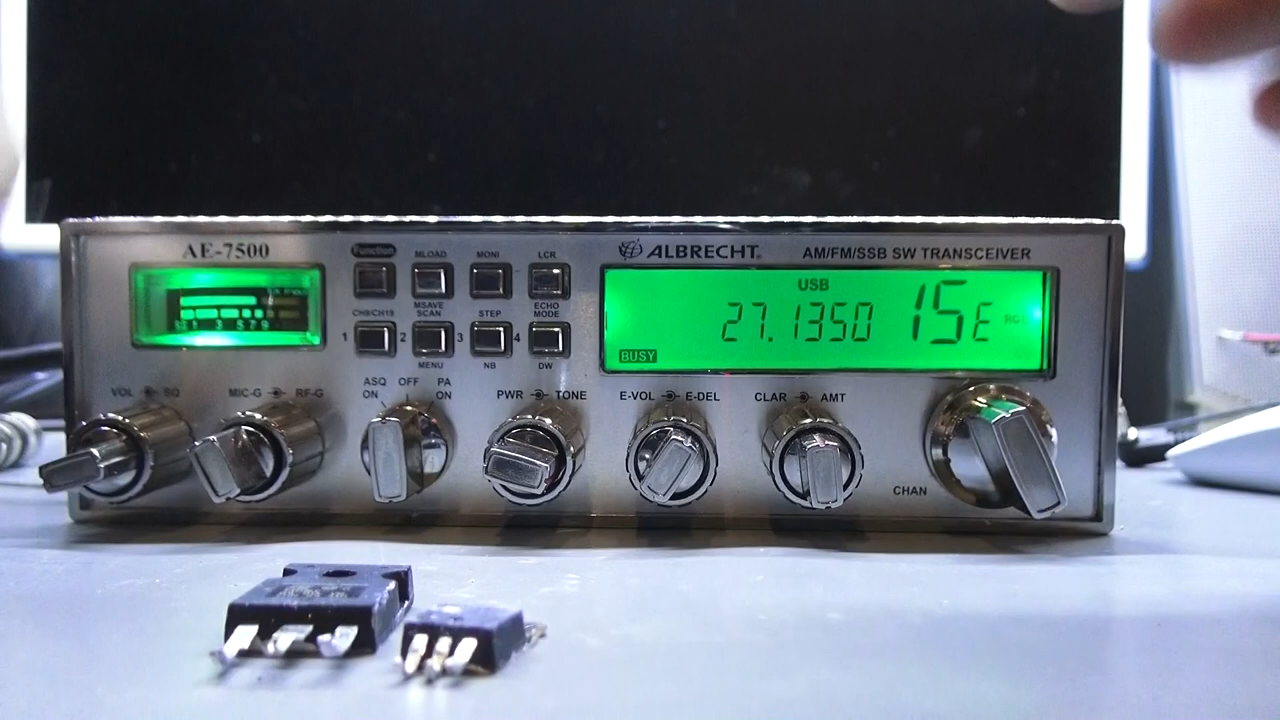 AE-7500
Function MLOAD MONI LCR
ALBRECHT AM/FM/SSB SW TRANSCEIVER
USB
27.1350 15E
BUSY
S 1 3 5 7 9
CH9/CH19 MSAVE SCAN STEP ECHO MODE
1 2 3 4
MENU NB DW
VOL SQ MIC-G RF-G
ASQ ON OFF PA ON
PWR TONE E-VOL E-DEL CLAR AMT
CHAN